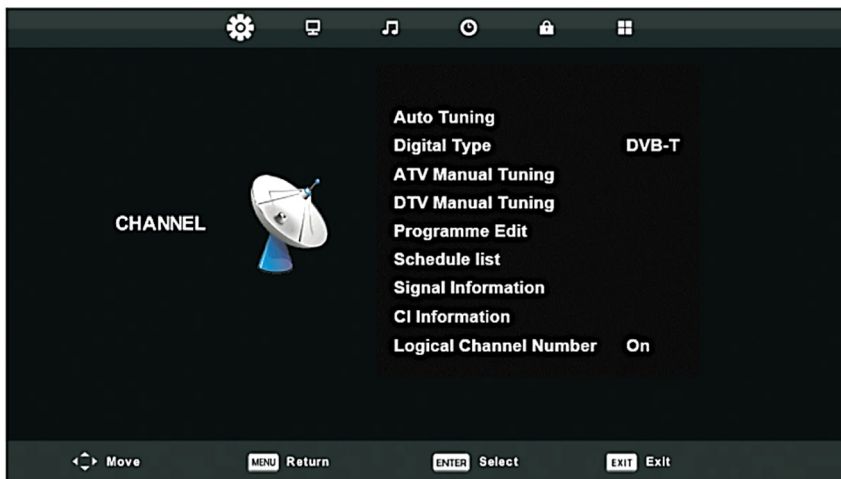 CHANNEL
Auto Tuning
Digital Type DVB-T
ATV Manual Tuning
DTV Manual Tuning
Programme Edit
Schedule list
Signal Information
CI Information
Logical Channel Number On
Move MENU Return ENTER Select EXIT Exit